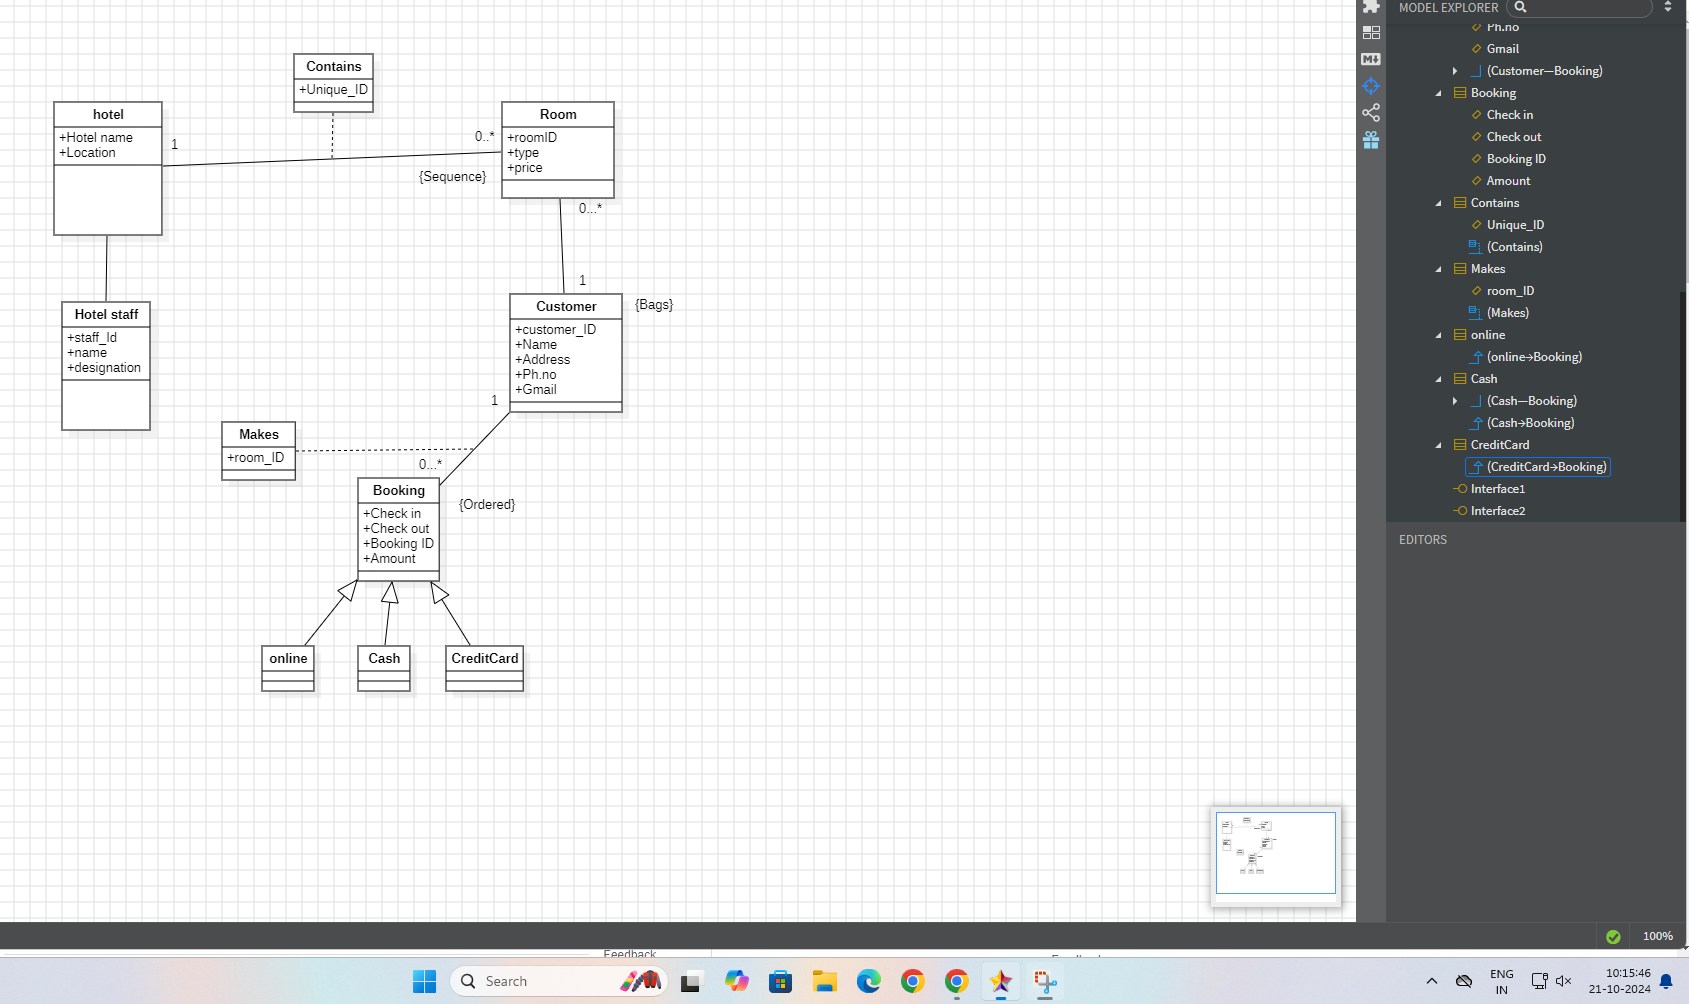 Contains
+Unique_ID
hotel
+Hotel name
+Location
1
0..*
{Sequence}
Room
+roomID
+type
+price
0...*
1
Hotel staff
+staff_Id
+name
+designation
Customer
+customer_ID
+Name
+Address
+Ph.no
+Gmail
{Bags}
1
Makes
+room_ID
0...*
Booking
+Check in
+Check out
+Booking ID
+Amount
{Ordered}
online
Cash
CreditCard
MODEL EXPLORER
Ph.no
Gmail
(Customer—Booking)
Booking
Check in
Check out
Booking ID
Amount
Contains
Unique_ID
(Contains)
Makes
room_ID
(Makes)
online
(online→Booking)
Cash
(Cash—Booking)
(Cash→Booking)
CreditCard
(CreditCard→Booking)
Interface1
Interface2
EDITORS
100%
Feedback
Search
ENG
IN
10:15:46
21-10-2024